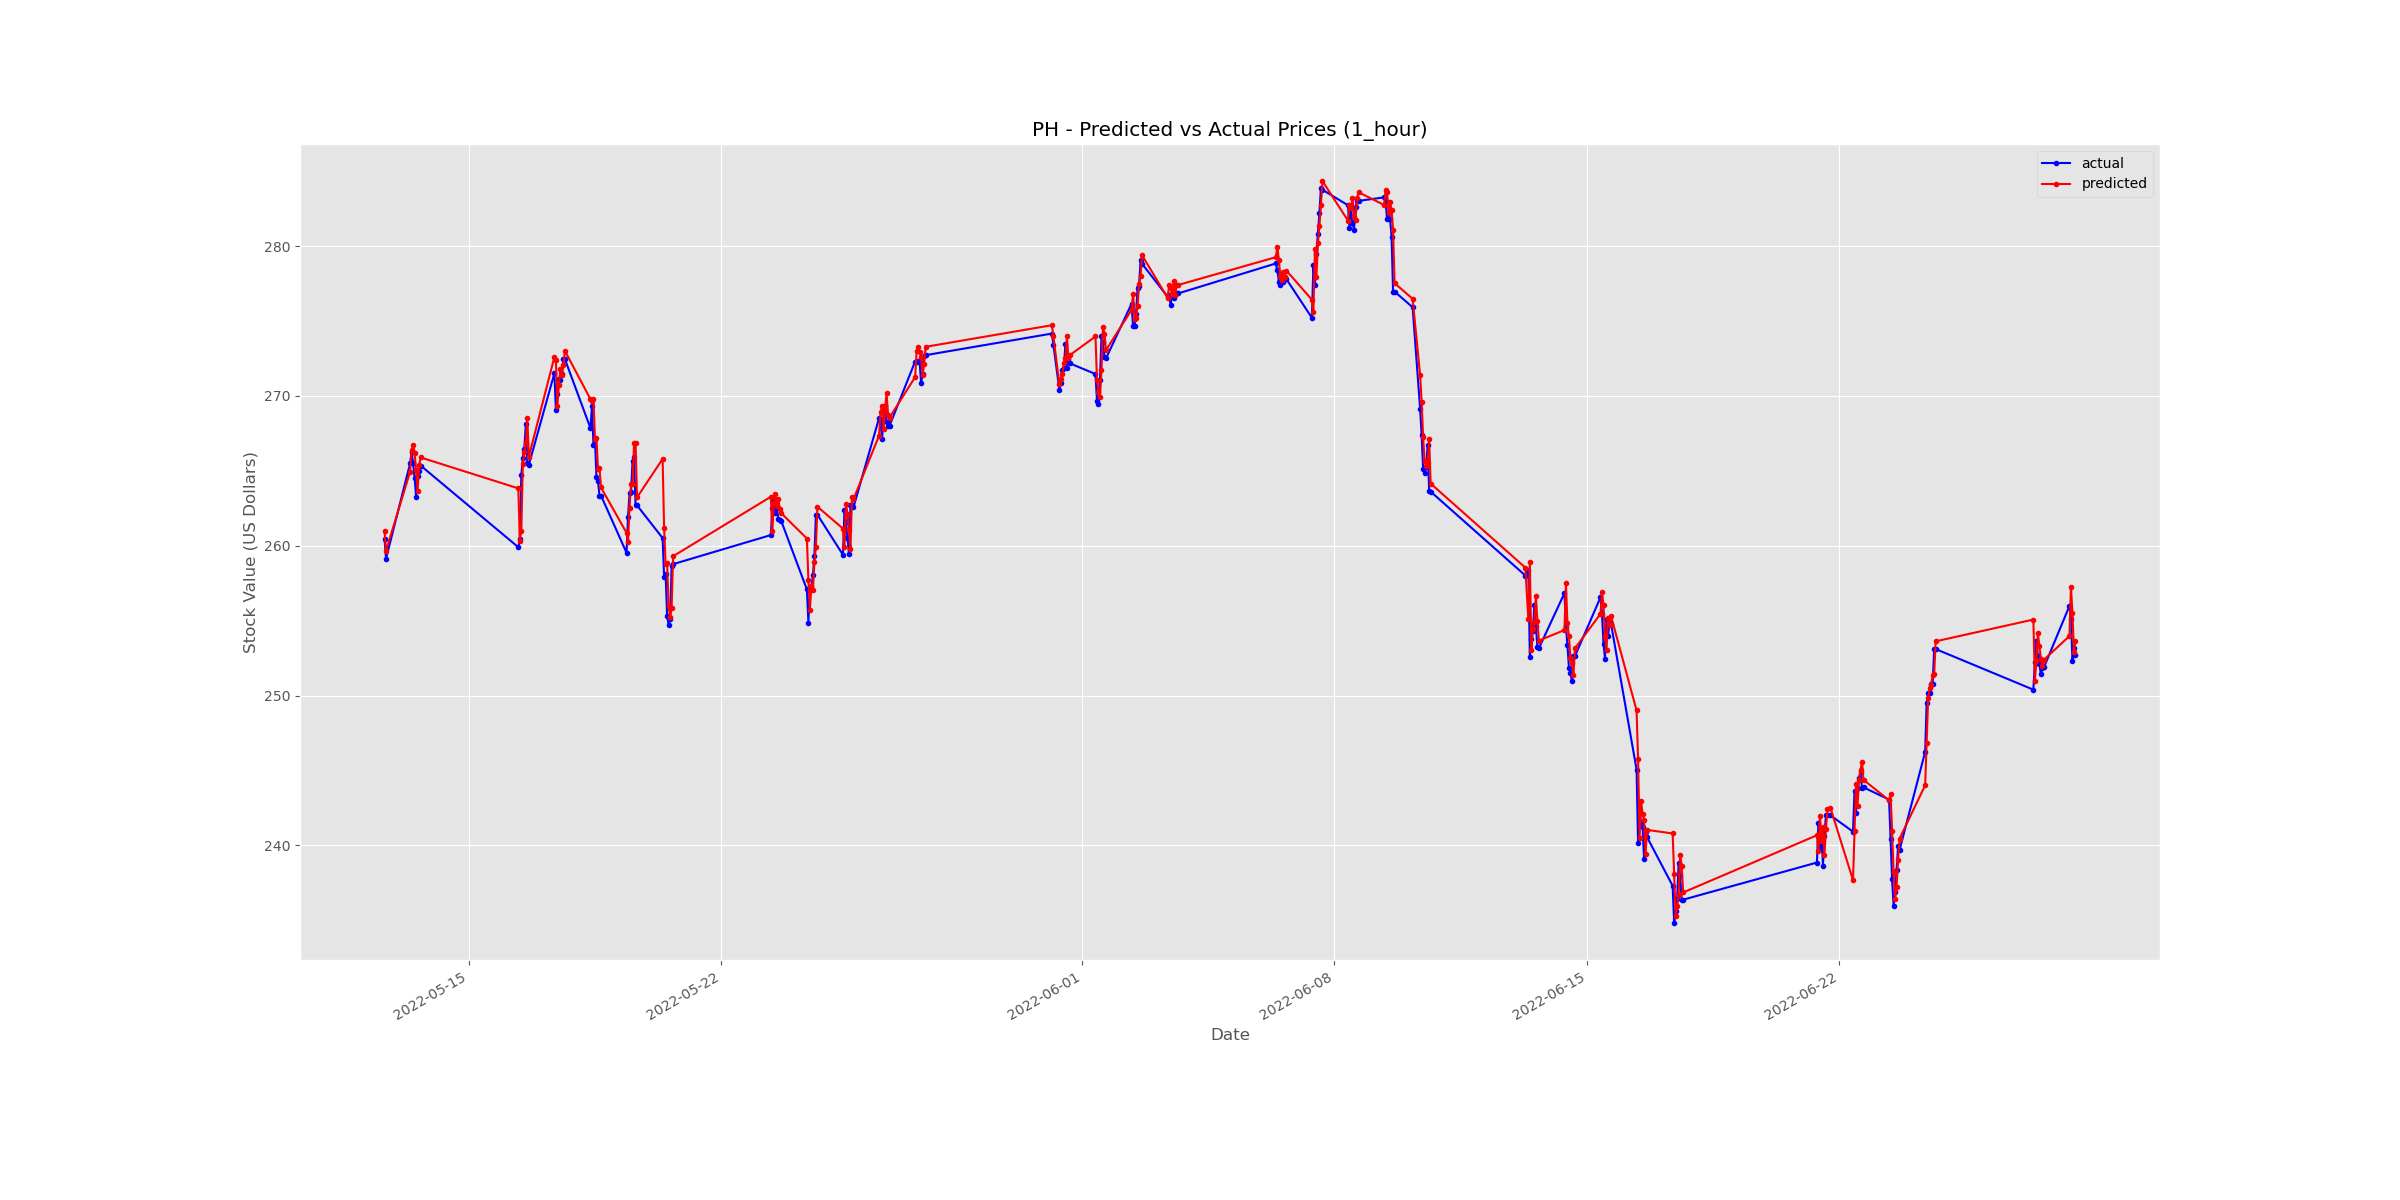 PH - Predicted vs Actual Prices (1_hour)
actual
predicted
Stock Value (US Dollars)
280
270
260
250
240
2022-05-15
2022-05-22
2022-06-01
2022-06-08
2022-06-15
2022-06-22
Date